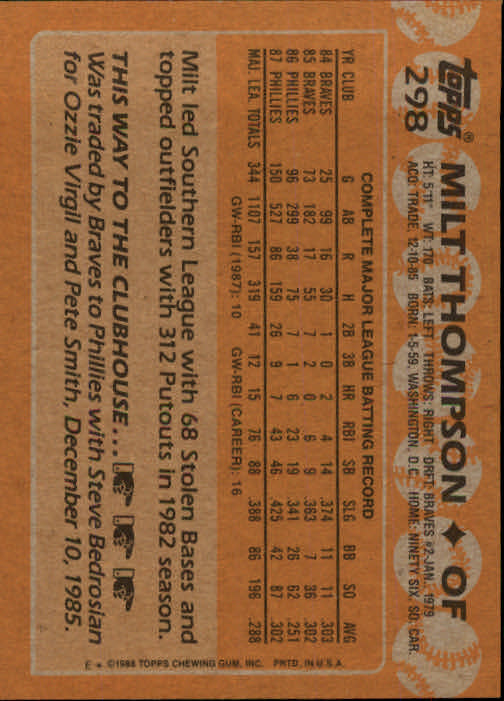 topps®
298
MILT THOMPSON ♦ OF
HT: 5'11" WT: 170 BATS: LEFT THROWS: RIGHT DRFT: BRAVES #2-JAN., 1979
ACQ: TRADE, 12-10-85 BORN: 1-5-59, WASHINGTON, D.C. HOME: NINETY SIX, SO. CAR.
COMPLETE MAJOR LEAGUE BATTING RECORD
YR CLUB G AB R H 2B 3B HR RBI SB SLG BB SO AVG
84 BRAVES 25 99 16 30 1 0 2 4 14 .374 11 11 .303
85 BRAVES 73 182 17 55 7 2 0 6 9 .363 7 36 .302
86 PHILLIES 96 299 38 75 7 1 6 23 19 .341 26 62 .251
87 PHILLIES 150 527 86 159 26 9 7 43 46 .425 42 87 .302
MAJ. LEA. TOTALS 344 1107 157 319 41 12 15 76 88 .388 86 196 .288
GW-RBI (1987): 10 GW-RBI (CAREER): 16
Milt led Southern League with 68 Stolen Bases and
topped outfielders with 312 Putouts in 1982 season.
THIS WAY TO THE CLUBHOUSE...
Was traded by Braves to Phillies with Steve Bedrosian
for Ozzie Virgil and Pete Smith, December 10, 1985.
E * ©1988 TOPPS CHEWING GUM, INC. PRTD. IN U.S.A.